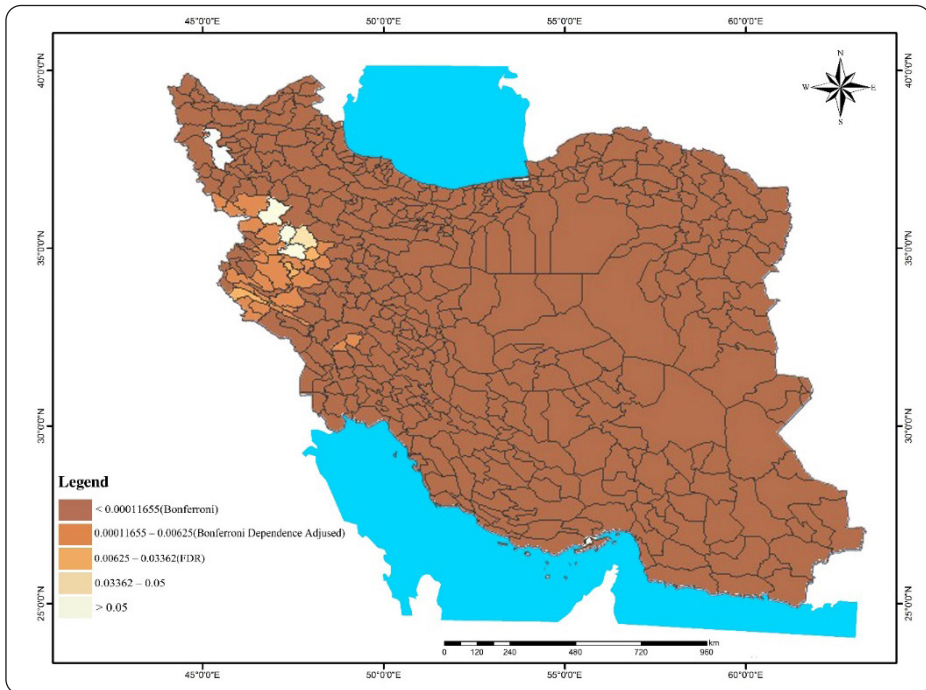 45°0'0"E 50°0'0"E 55°0'0"E 60°0'0"E
40°0'0"N 40°0'0"N
N
W E
S
35°0'0"N 35°0'0"N
30°0'0"N 30°0'0"N
Legend
< 0.00011655(Bonferroni)
0.00011655 – 0.00625(Bonferroni Dependence Adjused)
0.00625 – 0.03362(FDR)
0.03362 – 0.05
> 0.05
25°0'0"N 25°0'0"N
km
0 120 240 480 720 960
45°0'0"E 50°0'0"E 55°0'0"E 60°0'0"E